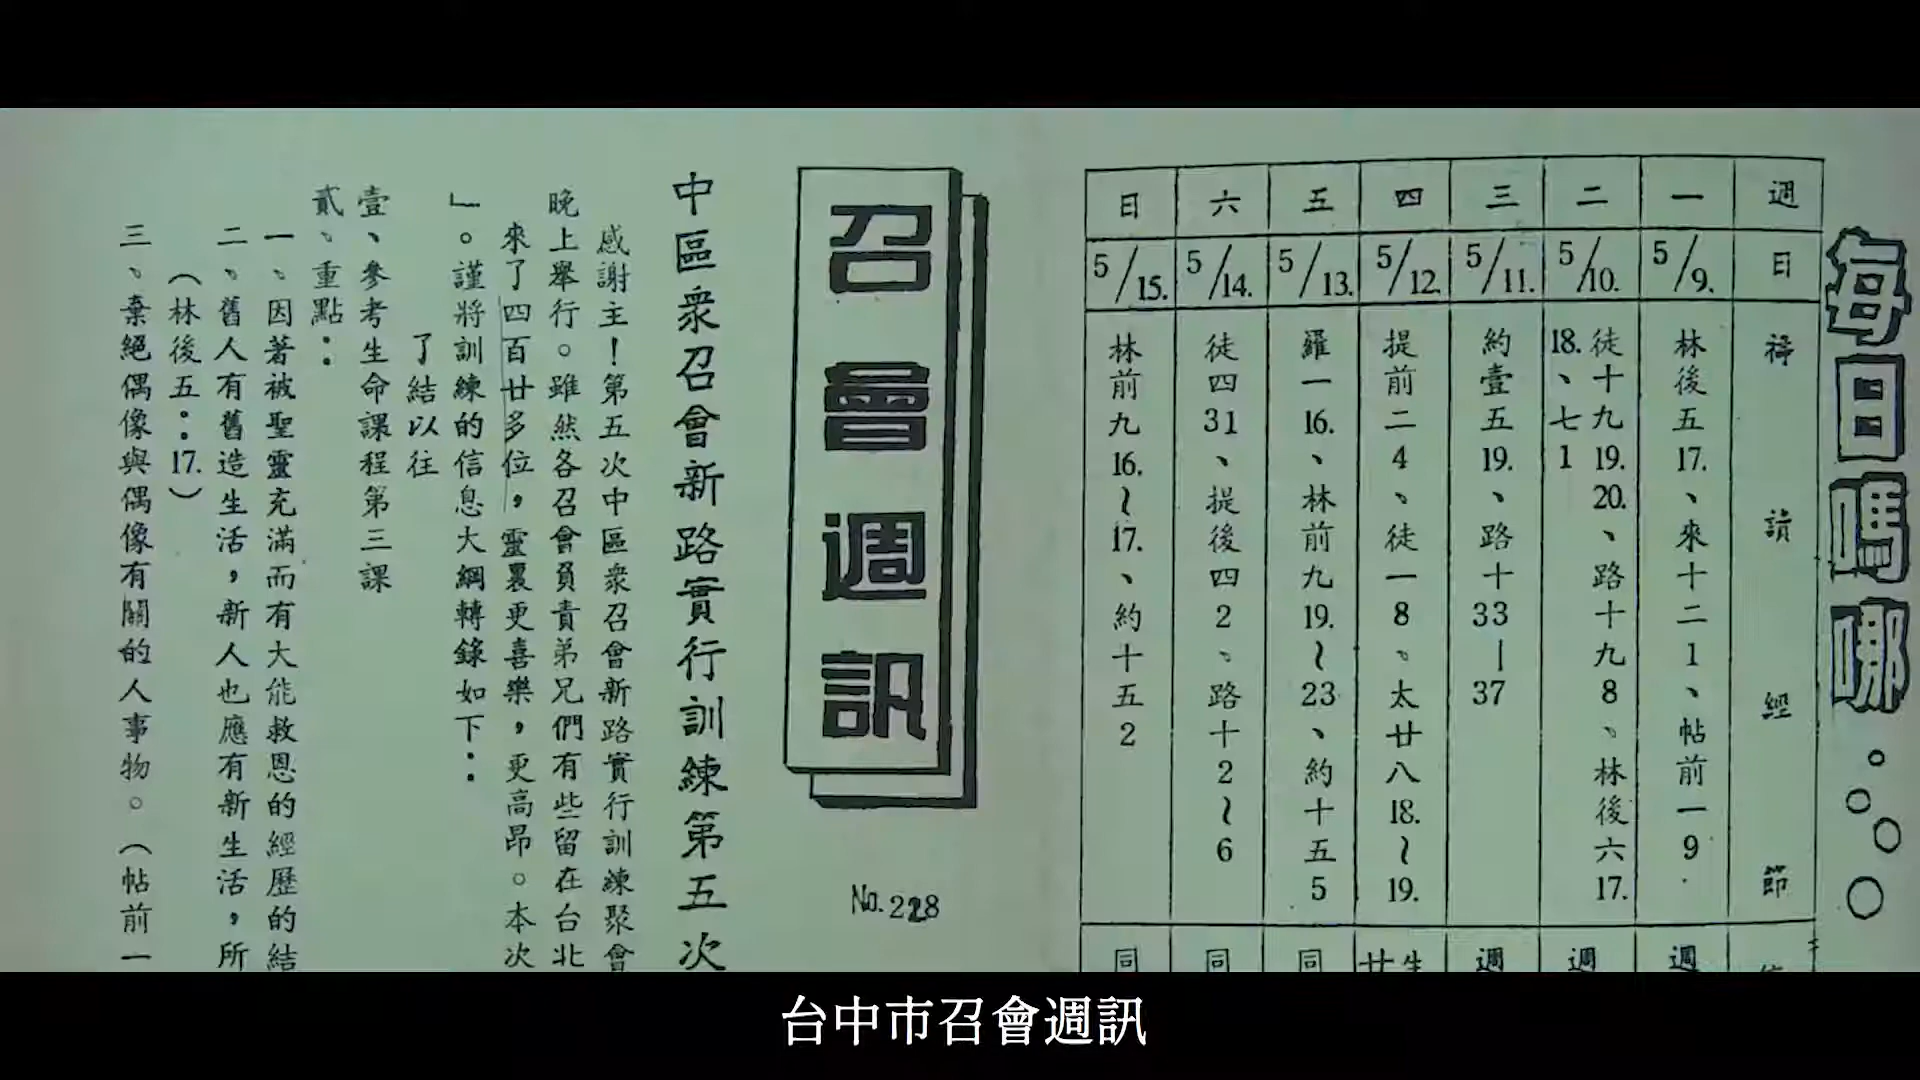 每日嗎哪
週 日 禱讀經節
一 5/9. 林後五17.、來十二1、帖前一9
二 5/10. 徒十九19.20.、路十九8、林後六17.
18.、七1
三 5/11. 約壹五19.、路十33—37
四 5/12. 提前二4、徒一8、太廿八18.~19.
五 5/13. 羅一16.、林前九19.~23、約十五5
六 5/14. 徒四31、提後四2、路十2~6
日 5/15. 林前九16.~17.、約十五2
週
週
週
同
同
同
召會週訊
No.228
中區眾召會新路實行訓練第五次
感謝主!第五次中區眾召會新路實行訓練聚會
晚上舉行。雖然各召會負責弟兄們有些留在台北
來了四百廿多位,靈裏更喜樂,更高昂。本次
」。謹將訓練的信息大綱轉錄如下:
了結以往
壹、參考生命課程第三課
貳、重點:
一、因著被聖靈充滿而有大能救恩的經歷的結
二、舊人有舊造生活,新人也應有新生活,所
(林後五:17.)
三、棄絕偶像與偶像有關的人事物。(帖前一
台中市召會週訊